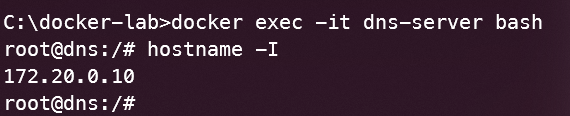 C:\docker-lab>docker exec -it dns-server bash
root@dns:/# hostname -I
172.20.0.10
root@dns:/#